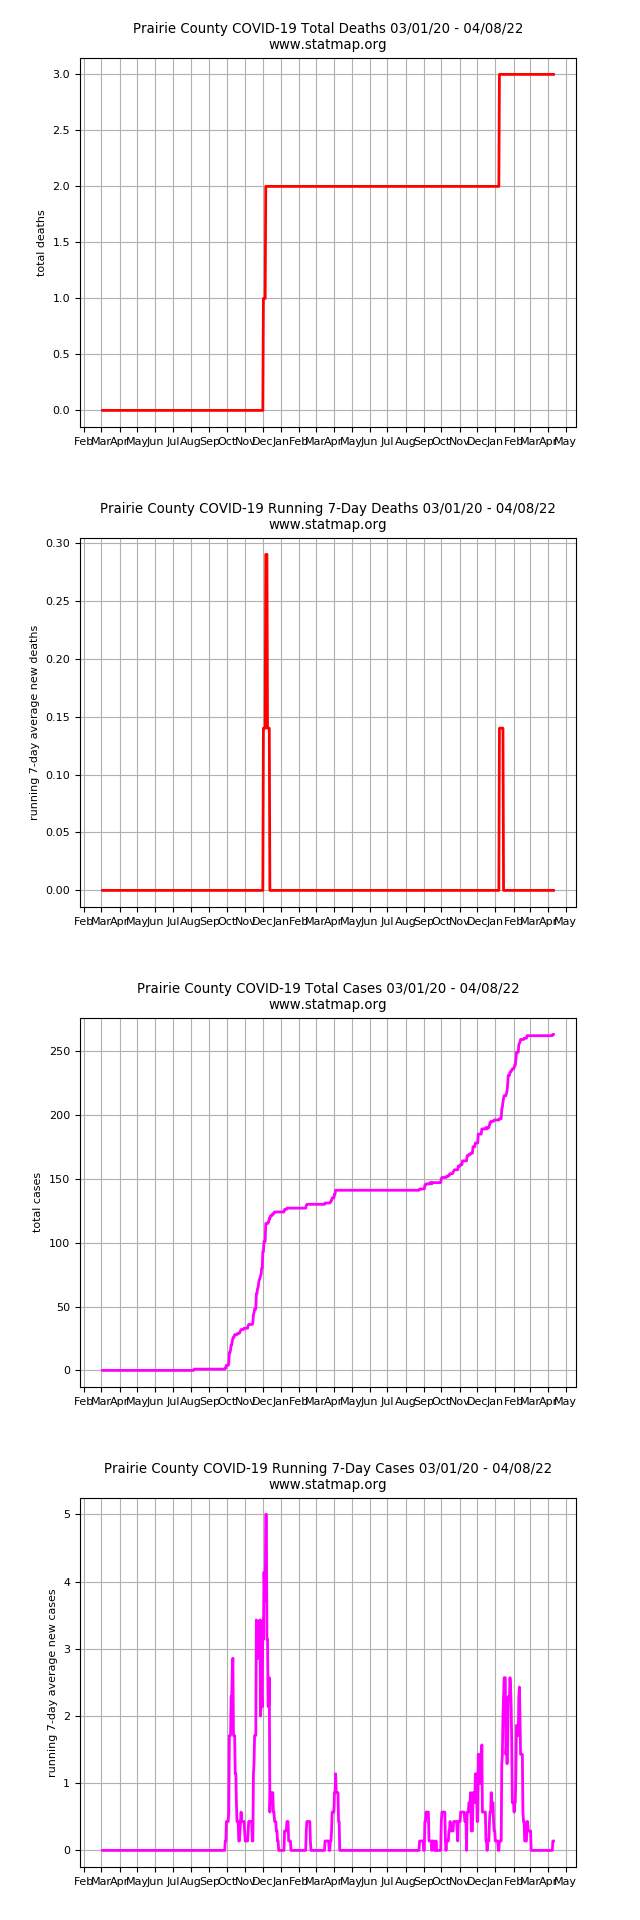 Prairie County COVID-19 Total Deaths 03/01/20 - 04/08/22
www.statmap.org
3.0
2.5
2.0
1.5
1.0
0.5
0.0
total deaths
Feb Mar Apr May Jun Jul Aug Sep Oct Nov Dec Jan Feb Mar Apr May Jun Jul Aug Sep Oct Nov Dec Jan Feb Mar Apr May
Prairie County COVID-19 Running 7-Day Deaths 03/01/20 - 04/08/22
www.statmap.org
0.30
0.25
0.20
0.15
0.10
0.05
0.00
running 7-day average new deaths
Feb Mar Apr May Jun Jul Aug Sep Oct Nov Dec Jan Feb Mar Apr May Jun Jul Aug Sep Oct Nov Dec Jan Feb Mar Apr May
Prairie County COVID-19 Total Cases 03/01/20 - 04/08/22
www.statmap.org
250
200
150
100
50
0
total cases
Feb Mar Apr May Jun Jul Aug Sep Oct Nov Dec Jan Feb Mar Apr May Jun Jul Aug Sep Oct Nov Dec Jan Feb Mar Apr May
Prairie County COVID-19 Running 7-Day Cases 03/01/20 - 04/08/22
www.statmap.org
5
4
3
2
1
0
running 7-day average new cases
Feb Mar Apr May Jun Jul Aug Sep Oct Nov Dec Jan Feb Mar Apr May Jun Jul Aug Sep Oct Nov Dec Jan Feb Mar Apr May